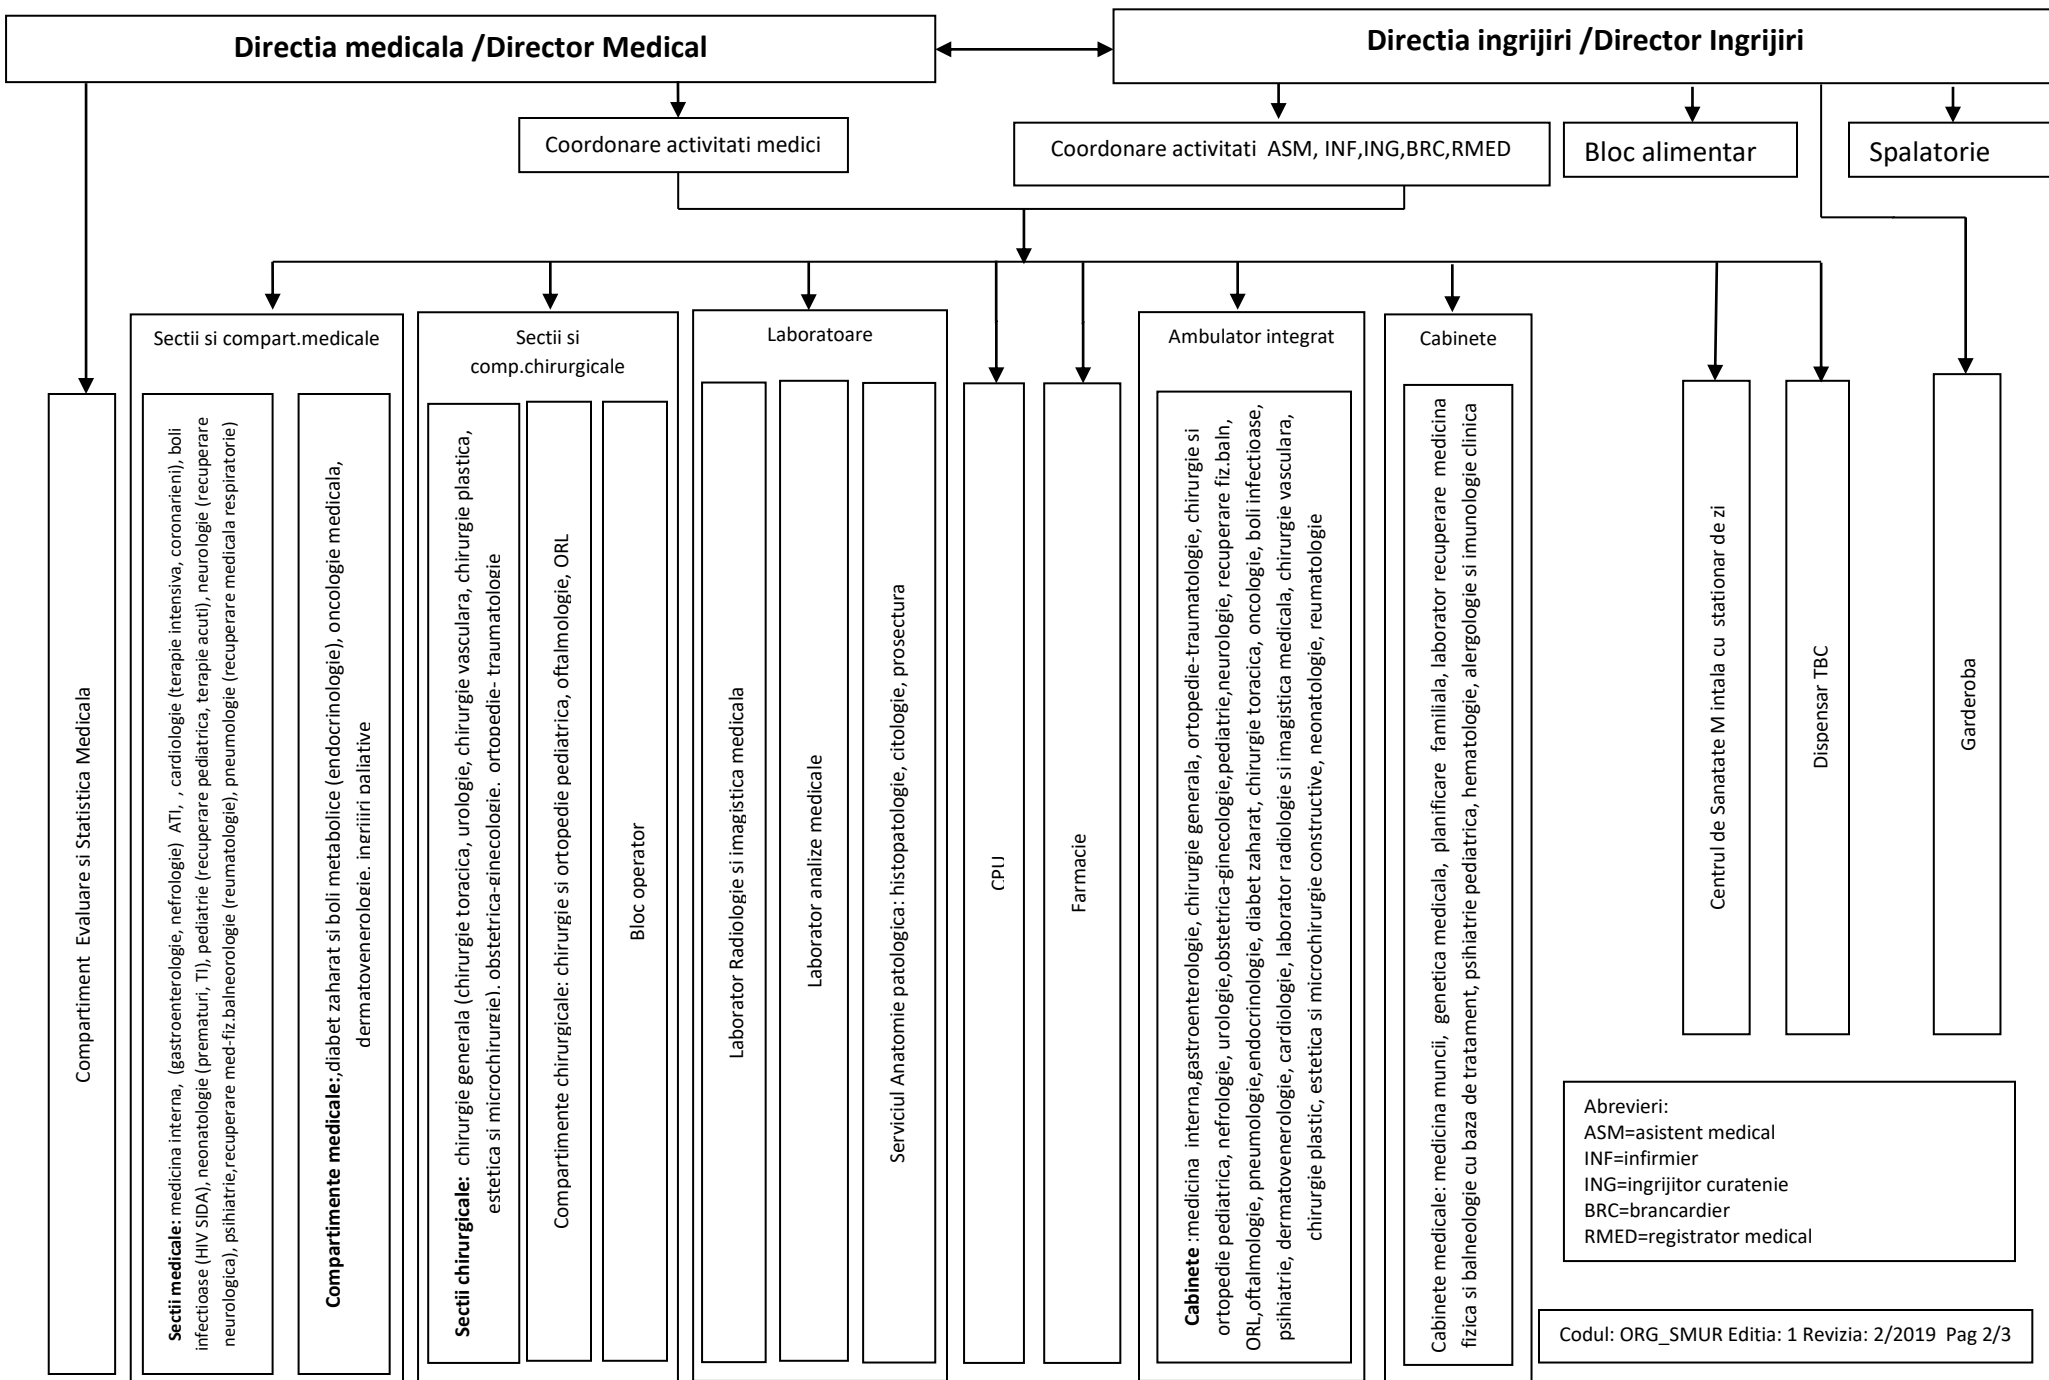 Directia medicala /Director Medical
Directia ingrijiri /Director Ingrijiri
Coordonare activitati medici
Coordonare activitati  ASM, INF,ING,BRC,RMED
Bloc alimentar
Spalatorie
Compartiment  Evaluare si Statistica Medicala
Sectii si compart.medicale
Sectii medicale: medicina interna, (gastroenterologie, nefrologie)  ATI,  , cardiologie (terapie intensiva, coronarieni), boli
infectioase (HIV SIDA), neonatologie (prematuri, TI), pediatrie (recuperare pediatrica, terapie acuti), neurologie (recuperare
neurologica), psihiatrie,recuperare med-fiz.balneorologie (reumatologie), pneumologie (recuperare medicala respiratorie)
Compartimente medicale:,diabet zaharat si boli metabolice (endocrinologie), oncologie medicala,
dermatovenerologie, ingrijiri paliative
Sectii si
comp.chirurgicale
Sectii chirurgicale:  chirurgie generala (chirurgie toracica, urologie, chirurgie vasculara, chirurgie plastica,
estetica si microchirurgie), obstetrica-ginecologie, ortopedie- traumatologie
Compartimente chirurgicale: chirurgie si ortopedie pediatrica, oftalmologie, ORL
Bloc operator
Laboratoare
Laborator Radiologie si imagistica medicala
Laborator analize medicale
Serviciul Anatomie patologica: histopatologie, citologie, prosectura
CPU
Farmacie
Ambulator integrat
Cabinete :medicina  interna,gastroenterologie, chirurgie generala, ortopedie-traumatologie, chirurgie si
ortopedie pediatrica, nefrologie, urologie,obstetrica-ginecologie,pediatrie,neurologie, recuperare fiz.baln,
ORL,oftalmologie, pneumologie,endocrinologie, diabet zaharat, chirurgie toracica, oncologie, boli infectioase,
psihiatrie, dermatovenerologie, cardiologie, laborator radiologie si imagistica medicala, chirurgie vasculara,
chirurgie plastic, estetica si microchirurgie constructive, neonatologie, reumatologie
Cabinete
Cabinete medicale: medicina muncii,  genetica medicala,  planificare  familiala, laborator recuperare  medicina
fizica si balneologie cu baza de tratament, psihiatrie pediatrica, hematologie, alergologie si imunologie clinica
Centrul de Sanatate M intala cu  stationar de zi
Dispensar TBC
Garderoba
Abrevieri:
ASM=asistent medical
INF=infirmier
ING=ingrijitor curatenie
BRC=brancardier
RMED=registrator medical
Codul: ORG_SMUR Editia: 1 Revizia: 2/2019  Pag 2/3